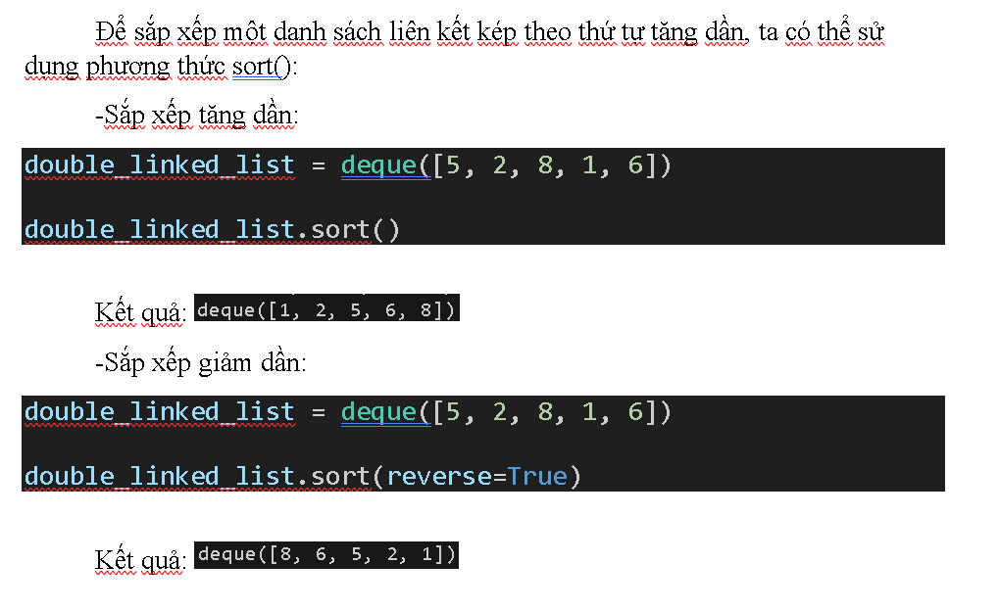 Để sắp xếp một danh sách liên kết kép theo thứ tự tăng dần, ta có thể sử
dụng phương thức sort():
-Sắp xếp tăng dần:
double_linked_list = deque([5, 2, 8, 1, 6])
double_linked_list.sort()
Kết quả: deque([1, 2, 5, 6, 8])
-Sắp xếp giảm dần:
double_linked_list = deque([5, 2, 8, 1, 6])
double_linked_list.sort(reverse=True)
Kết quả: deque([8, 6, 5, 2, 1])